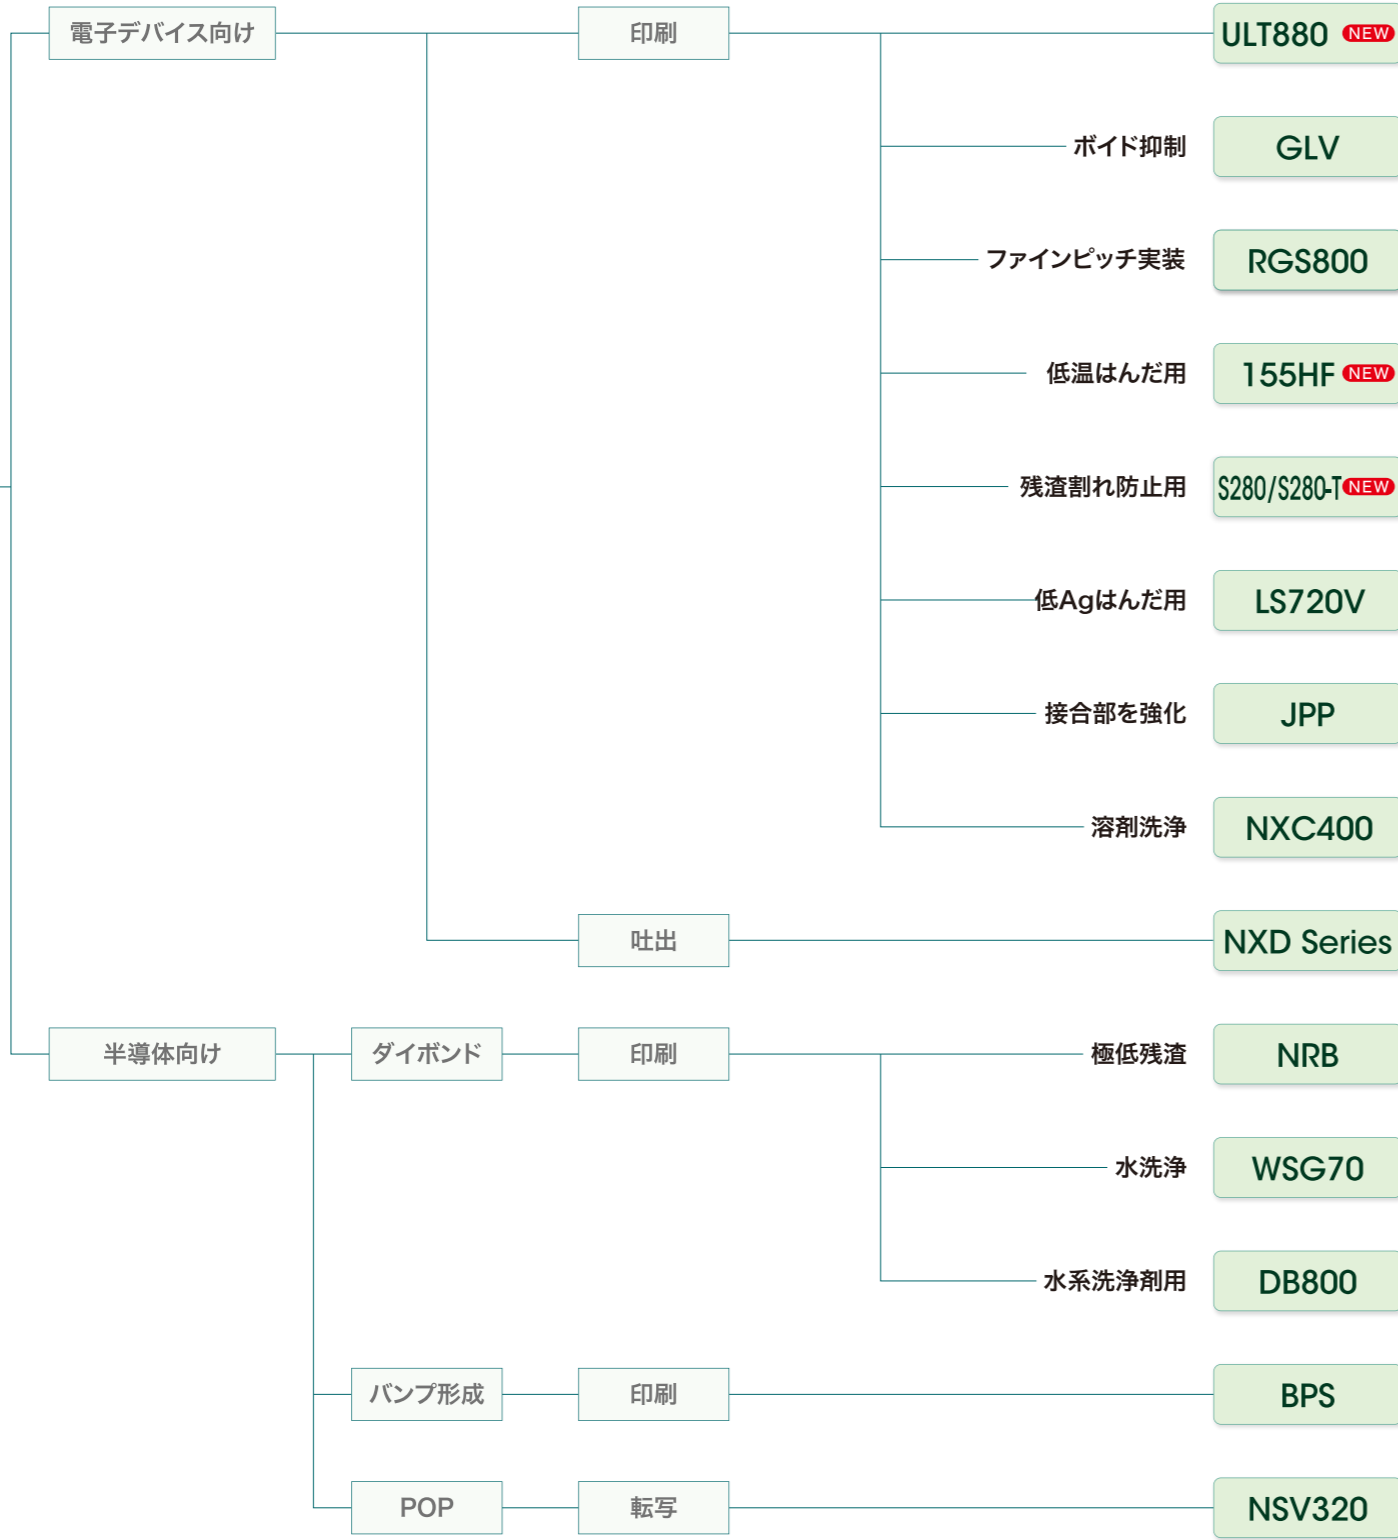 電子デバイス向け
印刷
ULT880 NEW
ボイド抑制
GLV
ファインピッチ実装
RGS800
低温はんだ用
155HF NEW
残渣割れ防止用
S280/S280-T NEW
低Agはんだ用
LS720V
接合部を強化
JPP
溶剤洗浄
NXC400
吐出
NXD Series
半導体向け
ダイボンド
印刷
極低残渣
NRB
水洗浄
WSG70
水系洗浄剤用
DB800
バンプ形成
印刷
BPS
POP
転写
NSV320